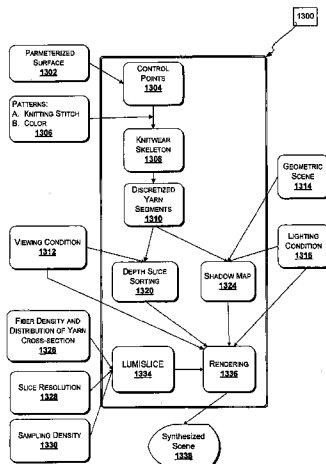 1300
PARMETERIZED
SURFACE
1302
CONTROL
POINTS
1304
PATTERNS:
A. KNITTING STITCH
B. COLOR
1306
KNITWEAR
SKELETON
1308
DISCRETIZED
YARN
SEGMENTS
1310
GEOMETRIC
SCENE
1314
VIEWING CONDITION
1312
LIGHTING
CONDITION
1316
DEPTH SLICE
SORTING
1320
SHADOW MAP
1324
FIBER DENSITY AND
DISTRIBUTION OF YARN
CROSS-SECTION
1326
LUMISLICE
1334
RENDERING
1336
SLICE RESOLUTION
1328
SAMPLING DENSITY
1330
Synthesized
Scene
1338